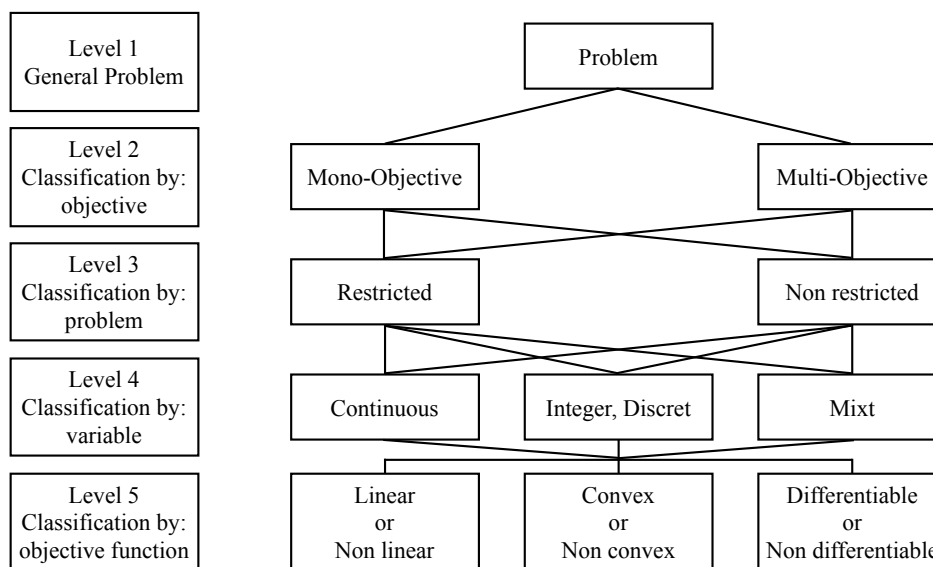 Level 1
General Problem
Problem
Level 2
Classification by:
objective
Mono-Objective
Multi-Objective
Level 3
Classification by:
problem
Restricted
Non restricted
Level 4
Classification by:
variable
Continuous
Integer, Discret
Mixt
Level 5
Classification by:
objective function
Linear
or
Non linear
Convex
or
Non convex
Differentiable
or
Non differentiable